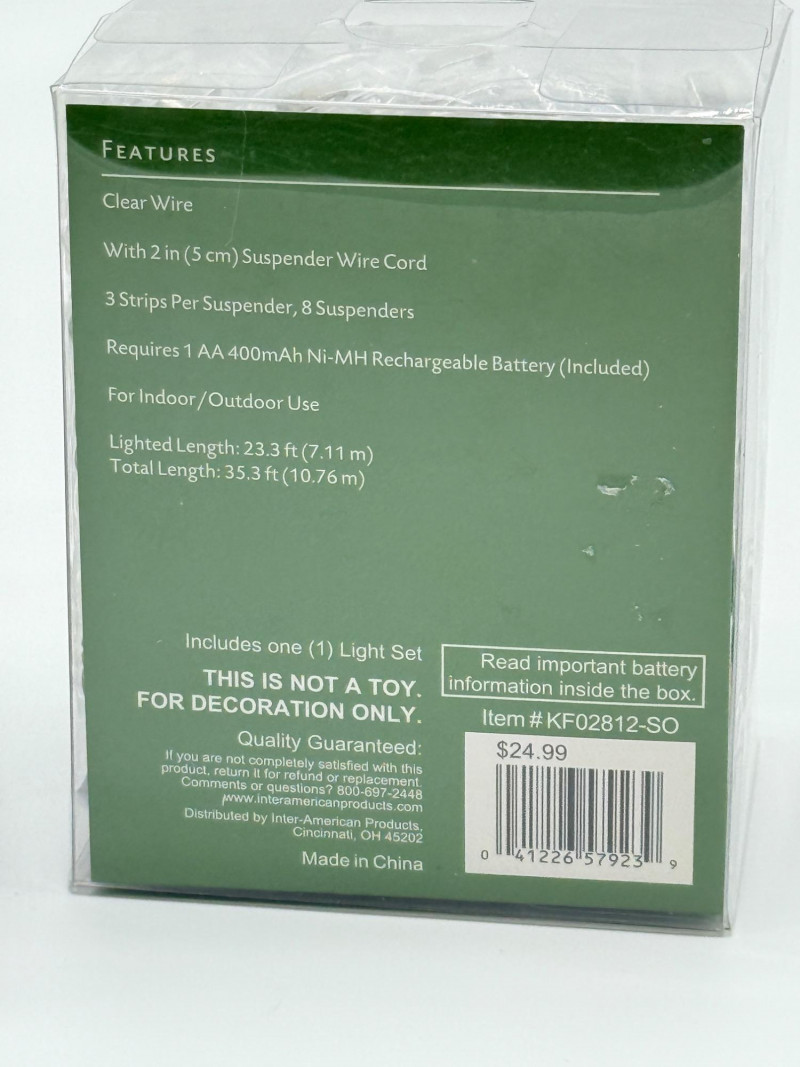 FEATURES
Clear Wire
With 2 in (5 cm) Suspender Wire Cord
3 Strips Per Suspender, 8 Suspenders
Requires 1 AA 400mAh Ni-MH Rechargeable Battery (Included)
For Indoor/Outdoor Use
Lighted Length: 23.3 ft (7.11 m)
Total Length: 35.3 ft (10.76 m)
Includes one (1) Light Set
THIS IS NOT A TOY.
FOR DECORATION ONLY.
Quality Guaranteed:
If you are not completely satisfied with this
product, return it for refund or replacement.
Comments or questions? 800-697-2448
www.interamericanproducts.com
Distributed by Inter-American Products,
Cincinnati, OH 45202
Made in China
Read important battery
information inside the box.
Item # KF02812-SO
$24.99
0 41226 57923 9